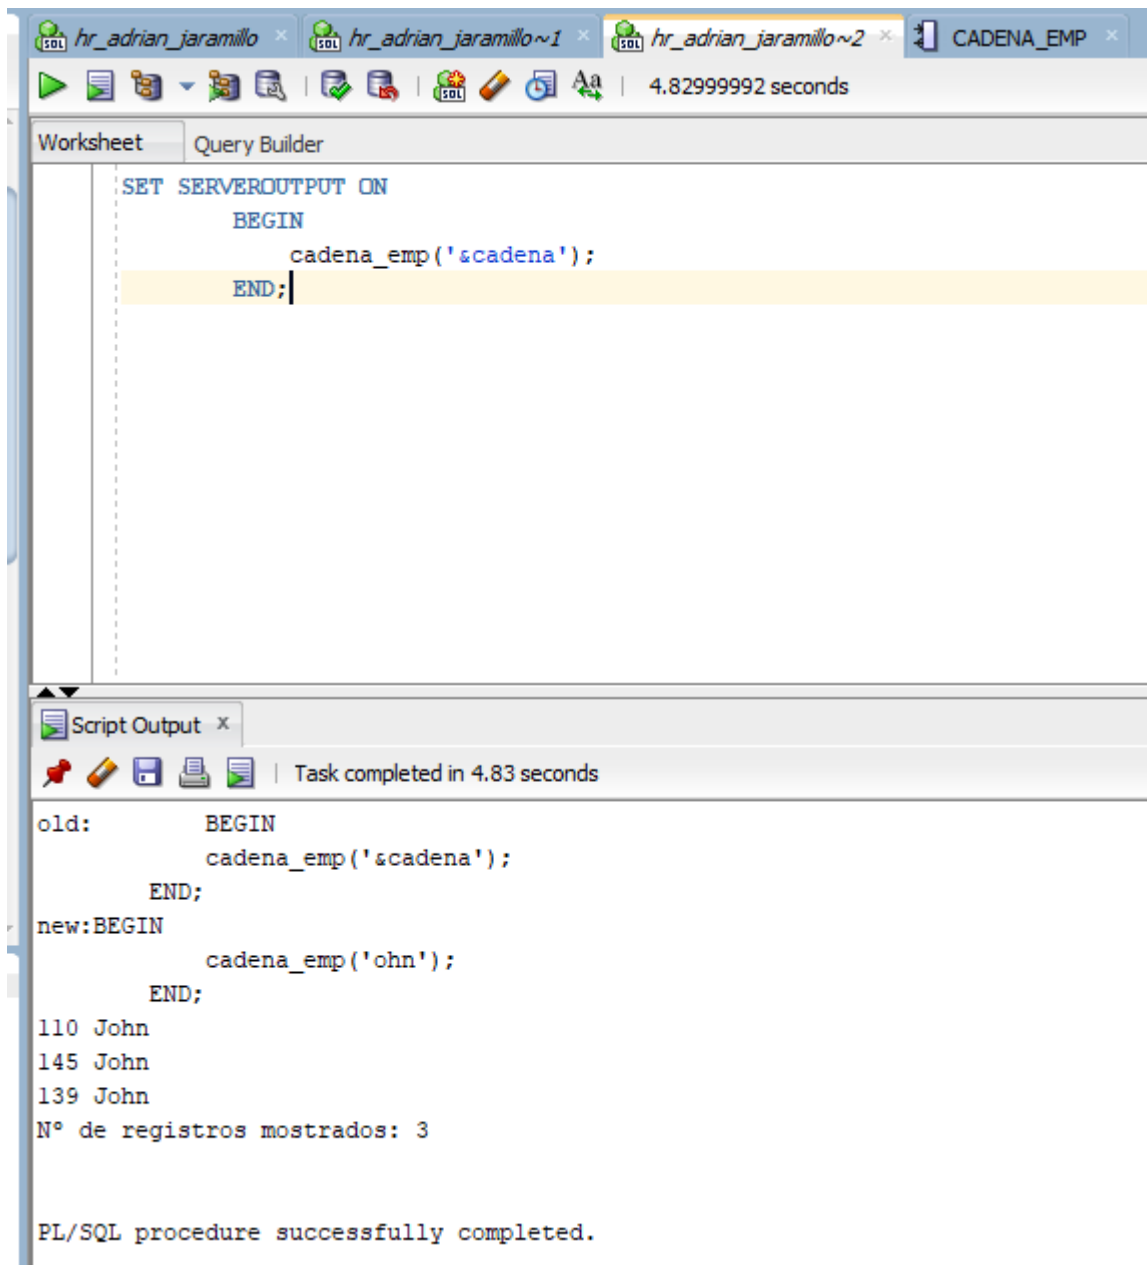 hr_adrian_jaramillo hr_adrian_jaramillo~1 hr_adrian_jaramillo~2 CADENA_EMP
4.82999992 seconds
Worksheet Query Builder
SET SERVEROUTPUT ON
BEGIN
cadena_emp('&cadena');
END;
Script Output
Task completed in 4.83 seconds
old: BEGIN
cadena_emp('&cadena');
END;
new:BEGIN
cadena_emp('ohn');
END;
110 John
145 John
139 John
Nº de registros mostrados: 3
PL/SQL procedure successfully completed.